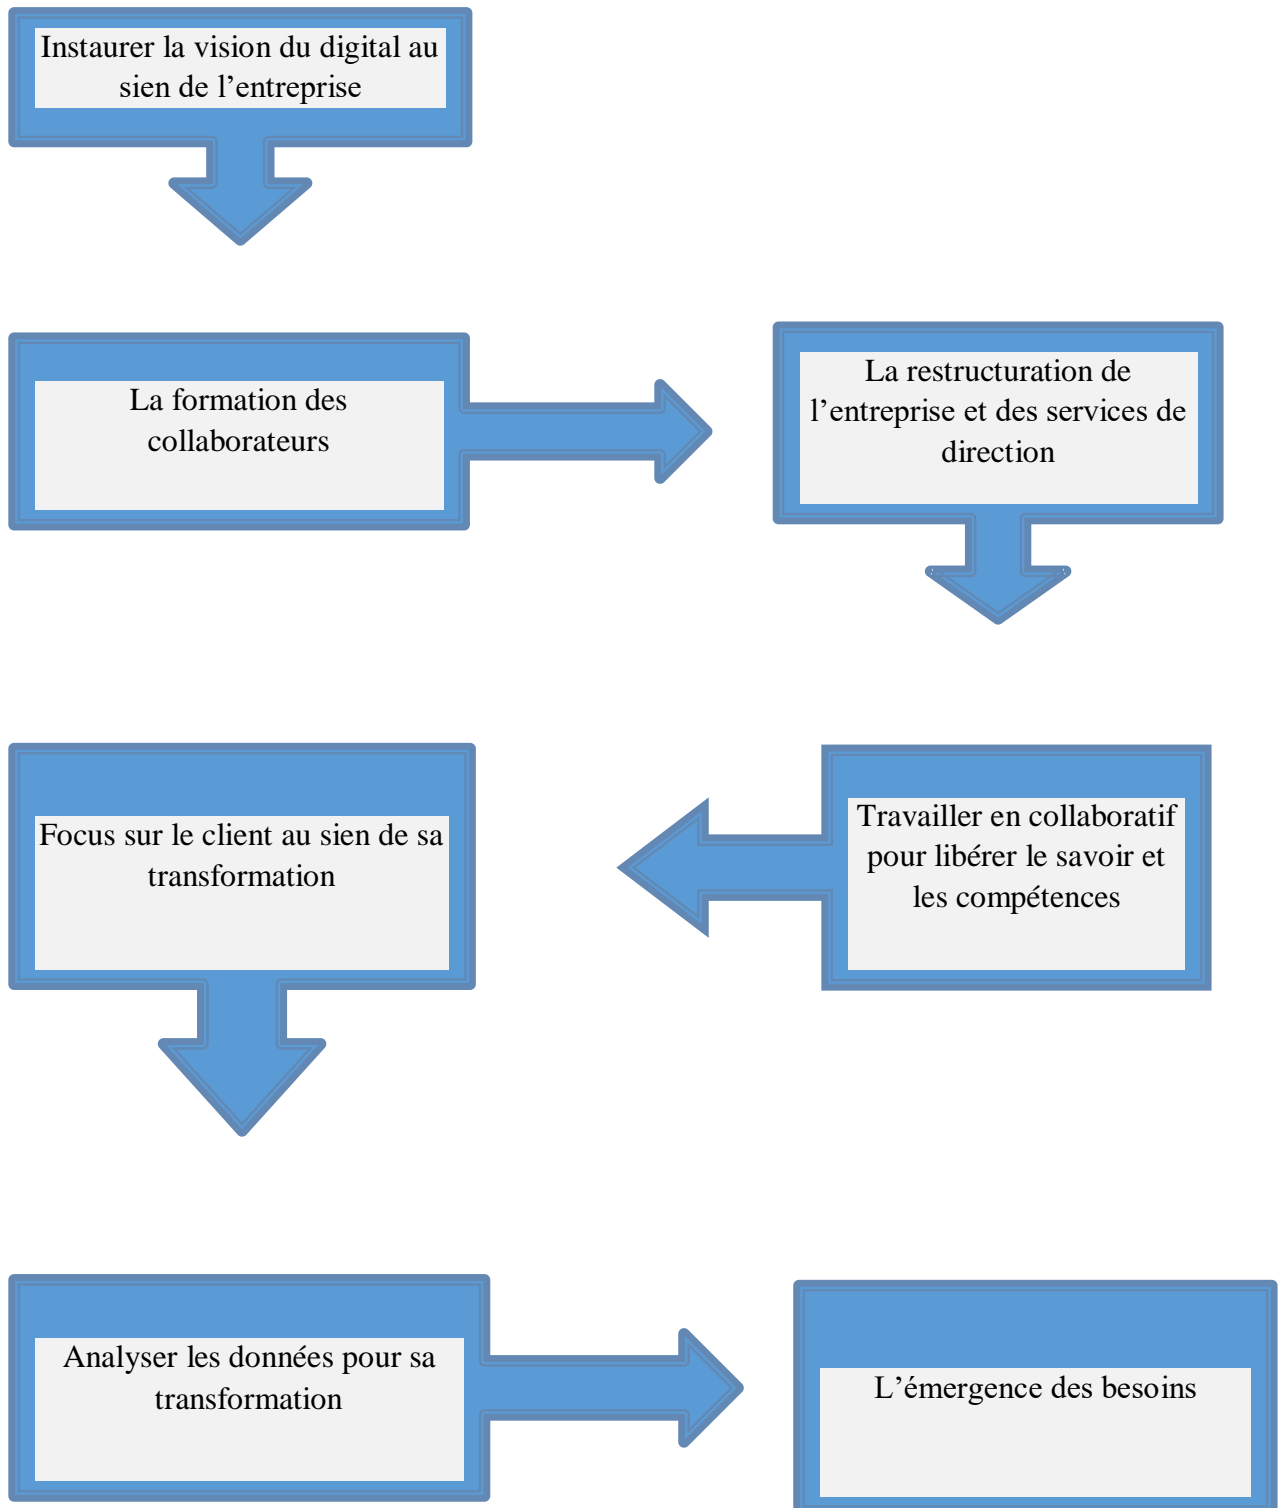 Instaurer la vision du digital au
sien de l’entreprise
La formation des
collaborateurs
La restructuration de
l’entreprise et des services de
direction
Travailler en collaboratif
pour libérer le savoir et
les compétences
Focus sur le client au sien de sa
transformation
Analyser les données pour sa
transformation
L’émergence des besoins